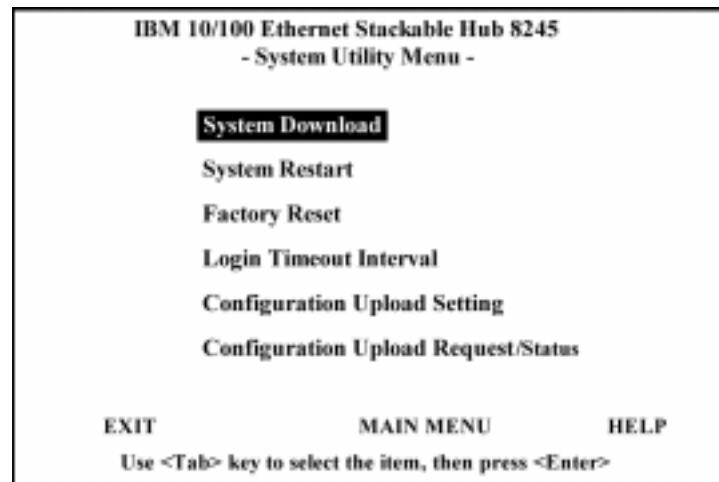 IBM 10/100 Ethernet Stackable Hub 8245
- System Utility Menu -
System Download
System Restart
Factory Reset
Login Timeout Interval
Configuration Upload Setting
Configuration Upload Request/Status
EXIT MAIN MENU HELP
Use <Tab> key to select the item, then press <Enter>